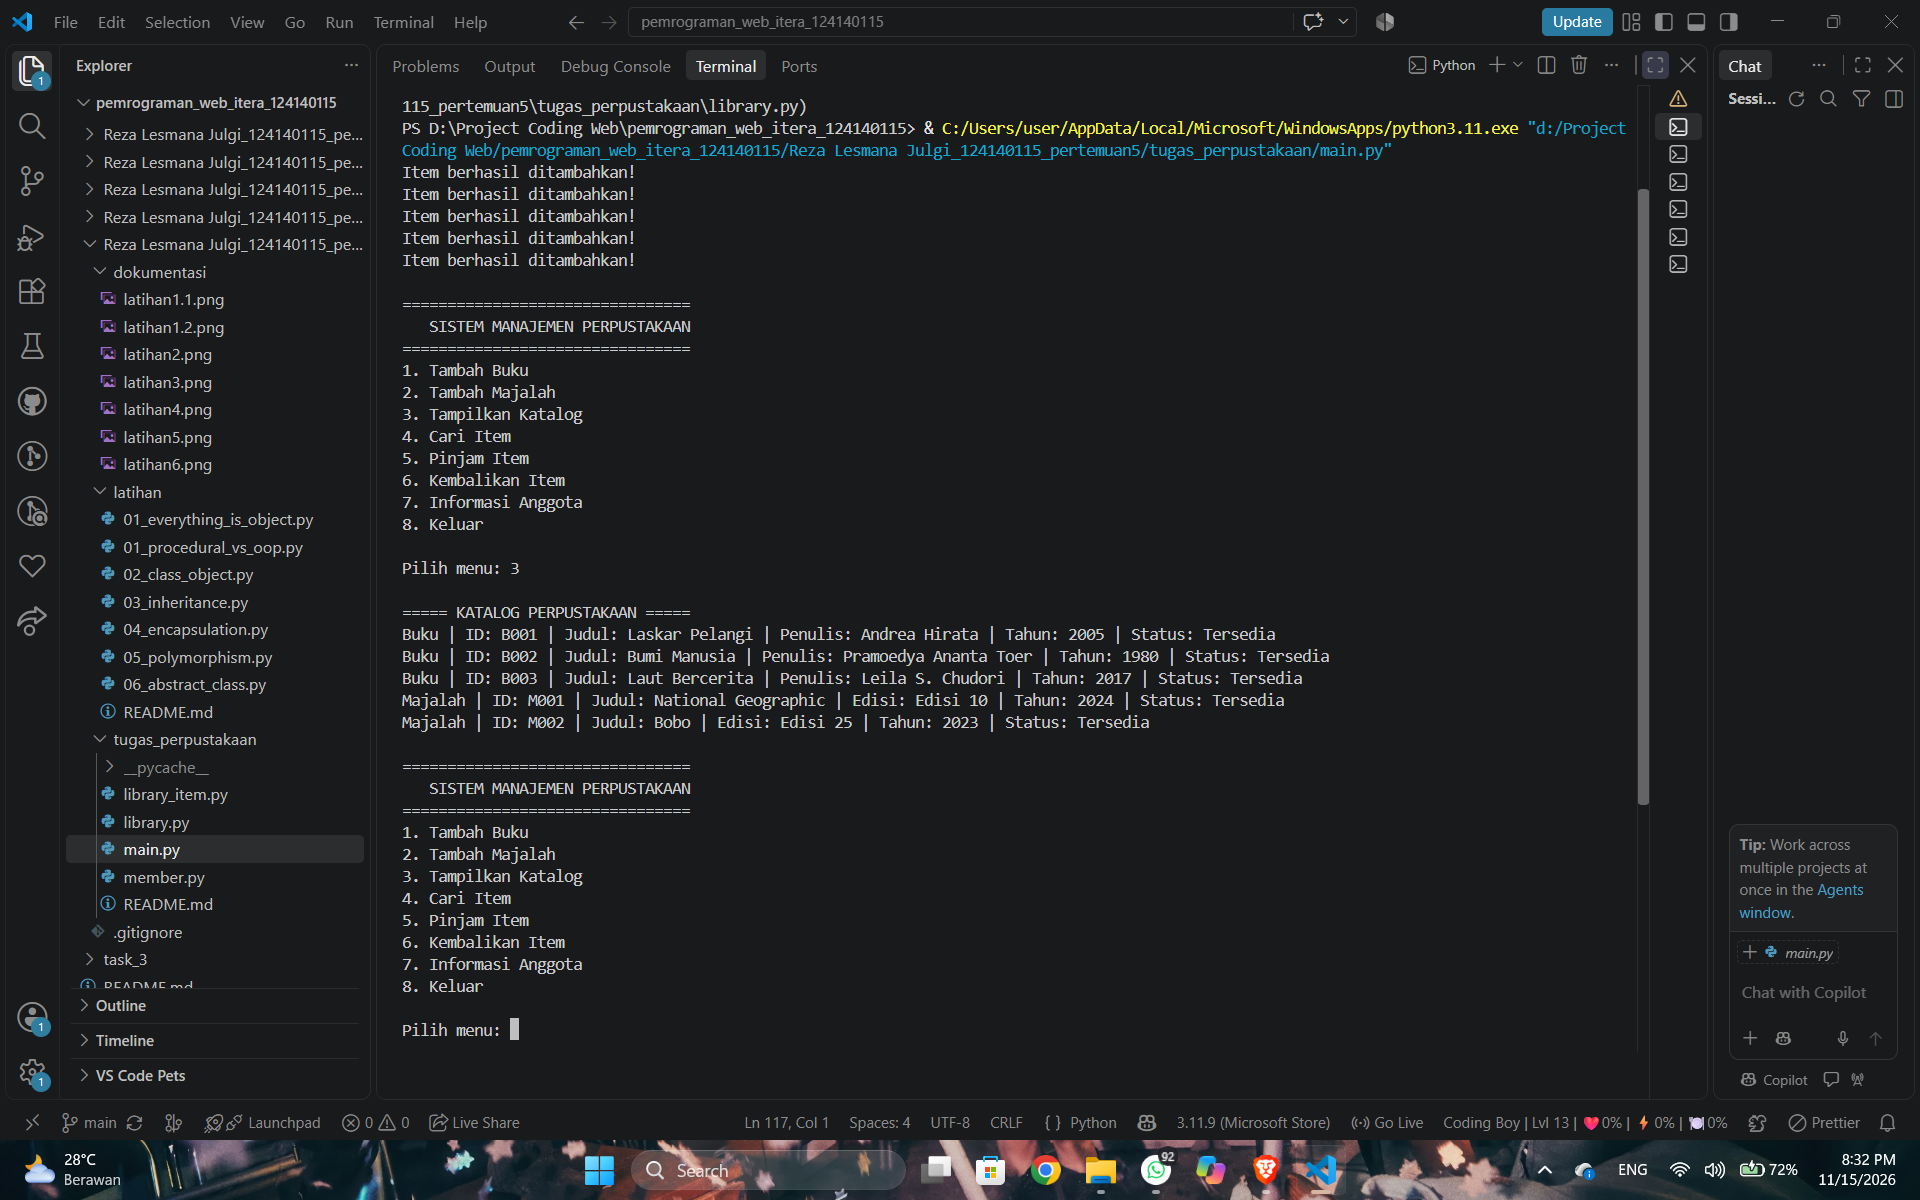 File Edit Selection View Go Run Terminal Help
pemrograman_web_itera_124140115
Update
Explorer
pemrograman_web_itera_124140115
Reza Lesmana Julgi_124140115_pe...
Reza Lesmana Julgi_124140115_pe...
Reza Lesmana Julgi_124140115_pe...
Reza Lesmana Julgi_124140115_pe...
Reza Lesmana Julgi_124140115_pe...
dokumentasi
latihan1.1.png
latihan1.2.png
latihan2.png
latihan3.png
latihan4.png
latihan5.png
latihan6.png
latihan
01_everything_is_object.py
01_procedural_vs_oop.py
02_class_object.py
03_inheritance.py
04_encapsulation.py
05_polymorphism.py
06_abstract_class.py
README.md
tugas_perpustakaan
__pycache__
library_item.py
library.py
main.py
member.py
README.md
.gitignore
task_3
README.md
Outline
Timeline
VS Code Pets
1
1
1
Problems Output Debug Console Terminal Ports
Python
115_pertemuan5\tugas_perpustakaan\library.py)
PS D:\Project Coding Web\pemrograman_web_itera_124140115> & C:/Users/user/AppData/Local/Microsoft/WindowsApps/python3.11.exe "d:/Project
Coding Web/pemrograman_web_itera_124140115/Reza Lesmana Julgi_124140115_pertemuan5/tugas_perpustakaan/main.py"
Item berhasil ditambahkan!
Item berhasil ditambahkan!
Item berhasil ditambahkan!
Item berhasil ditambahkan!
Item berhasil ditambahkan!
================================
SISTEM MANAJEMEN PERPUSTAKAAN
================================
1. Tambah Buku
2. Tambah Majalah
3. Tampilkan Katalog
4. Cari Item
5. Pinjam Item
6. Kembalikan Item
7. Informasi Anggota
8. Keluar
Pilih menu: 3
===== KATALOG PERPUSTAKAAN =====
Buku | ID: B001 | Judul: Laskar Pelangi | Penulis: Andrea Hirata | Tahun: 2005 | Status: Tersedia
Buku | ID: B002 | Judul: Bumi Manusia | Penulis: Pramoedya Ananta Toer | Tahun: 1980 | Status: Tersedia
Buku | ID: B003 | Judul: Laut Bercerita | Penulis: Leila S. Chudori | Tahun: 2017 | Status: Tersedia
Majalah | ID: M001 | Judul: National Geographic | Edisi: Edisi 10 | Tahun: 2024 | Status: Tersedia
Majalah | ID: M002 | Judul: Bobo | Edisi: Edisi 25 | Tahun: 2023 | Status: Tersedia
================================
SISTEM MANAJEMEN PERPUSTAKAAN
================================
1. Tambah Buku
2. Tambah Majalah
3. Tampilkan Katalog
4. Cari Item
5. Pinjam Item
6. Kembalikan Item
7. Informasi Anggota
8. Keluar
Pilih menu:
Chat
Sessi...
Tip: Work across
multiple projects at
once in the Agents
window.
main.py
Chat with Copilot
Copilot
main
Launchpad
0 0
Live Share
Ln 117, Col 1 Spaces: 4 UTF-8 CRLF { } Python 3.11.9 (Microsoft Store) Go Live Coding Boy | Lvl 13 | 0% | 0% | 0% Prettier
28°C
Berawan
Search
92
ENG
72%
8:32 PM
11/15/2026